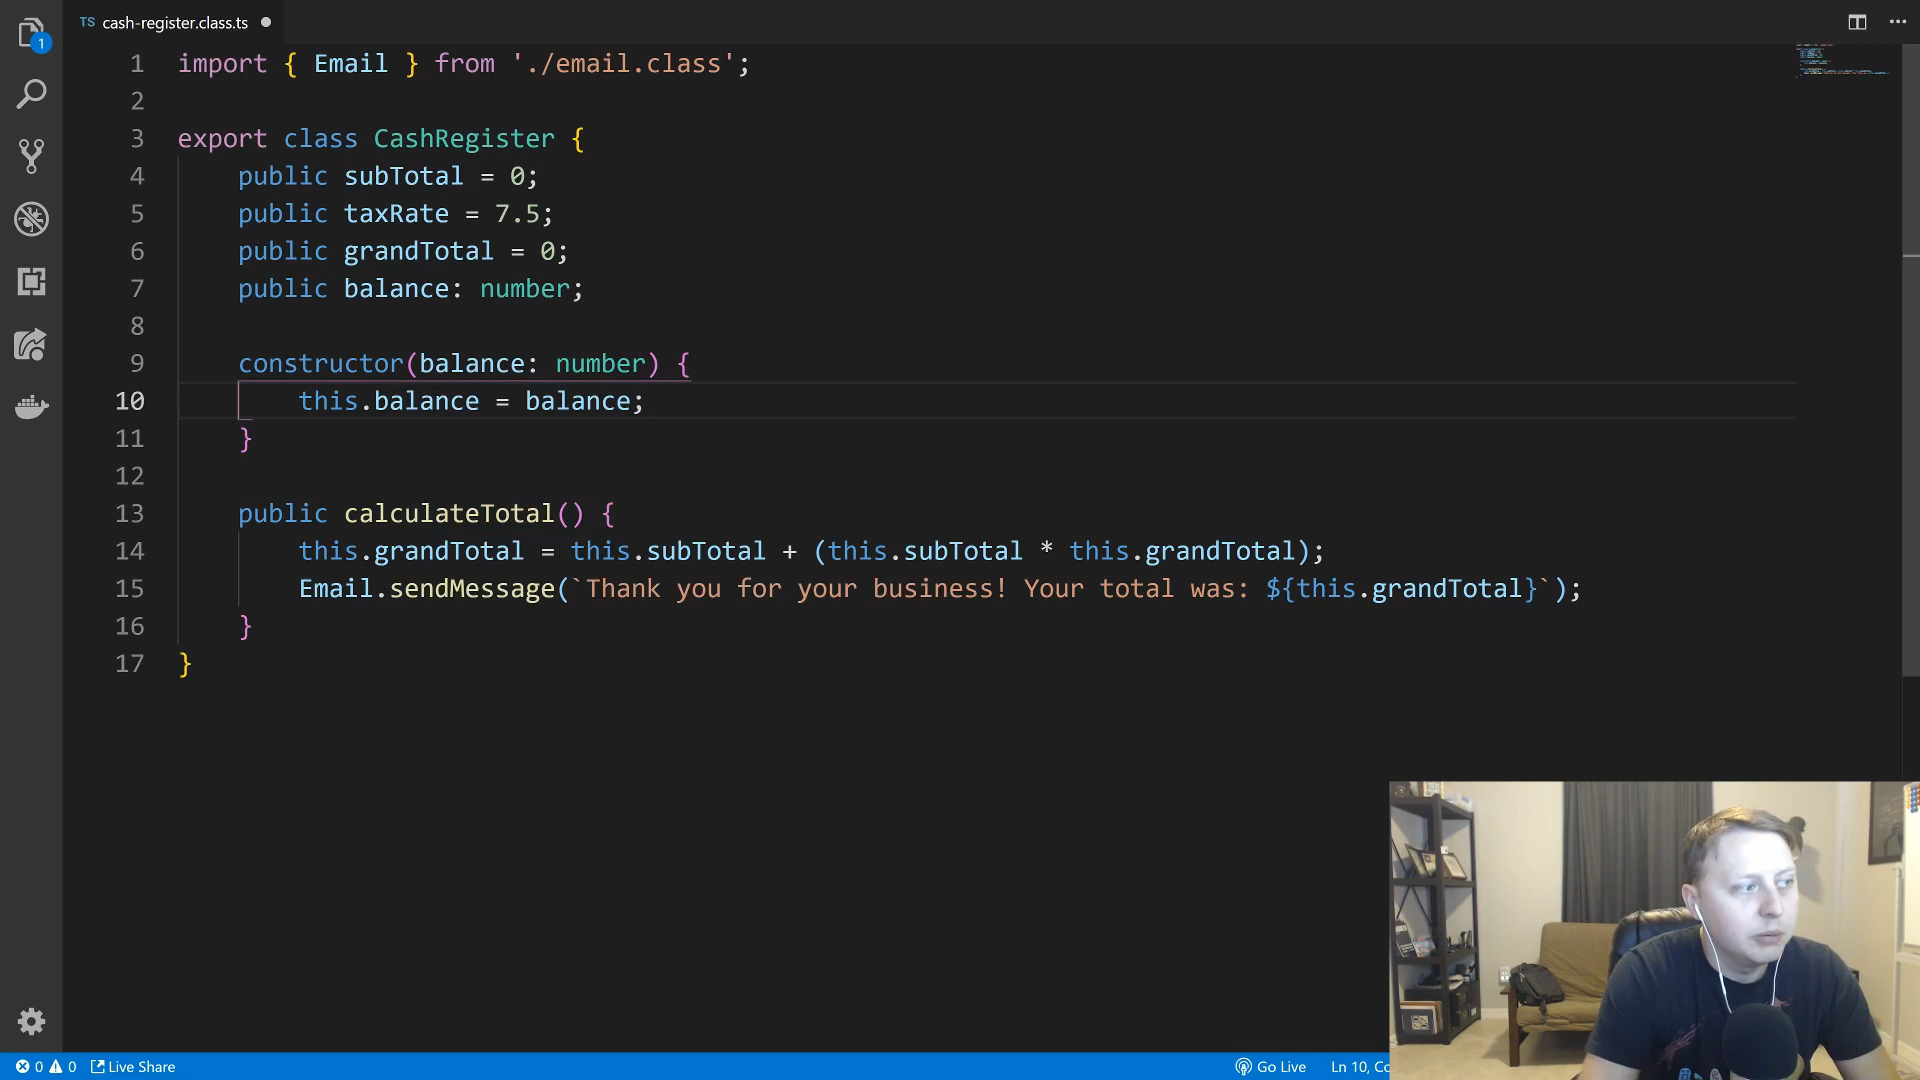 1
TS cash-register.class.ts
1 import { Email } from './email.class';
2
3 export class CashRegister {
4 public subTotal = 0;
5 public taxRate = 7.5;
6 public grandTotal = 0;
7 public balance: number;
8
9 constructor(balance: number) {
10 this.balance = balance;
11 }
12
13 public calculateTotal() {
14 this.grandTotal = this.subTotal + (this.subTotal * this.grandTotal);
15 Email.sendMessage(`Thank you for your business! Your total was: ${this.grandTotal}`);
16 }
17 }
0 0 Live Share Go Live Ln 10, Co